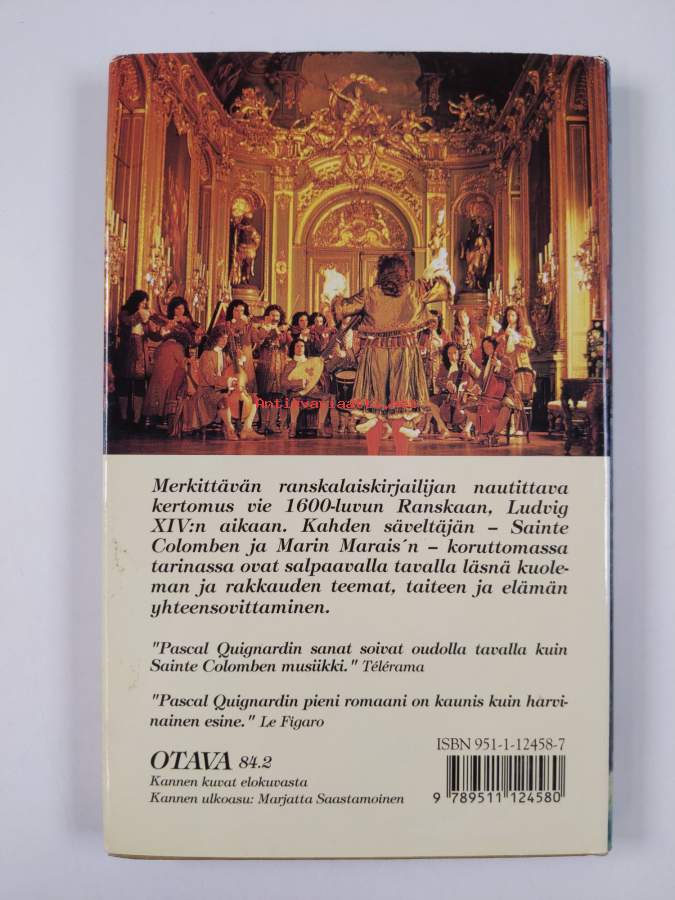 Antikvariaatti.net
Merkittävän ranskalaiskirjailijan nautittava
kertomus vie 1600-luvun Ranskaan, Ludvig
XIV:n aikaan. Kahden säveltäjän – Sainte
Colomben ja Marin Marais´n – koruttomassa
tarinassa ovat salpaavalla tavalla läsnä kuole-
man ja rakkauden teemat, taiteen ja elämän
yhteensovittaminen.
"Pascal Quignardin sanat soivat oudolla tavalla kuin
Sainte Colomben musiikki." Télérama
"Pascal Quignardin pieni romaani on kaunis kuin harvi-
nainen esine." Le Figaro
OTAVA 84.2
Kannen kuvat elokuvasta
Kannen ulkoasu: Marjatta Saastamoinen
ISBN 951-1-12458-7
9 789511 124580